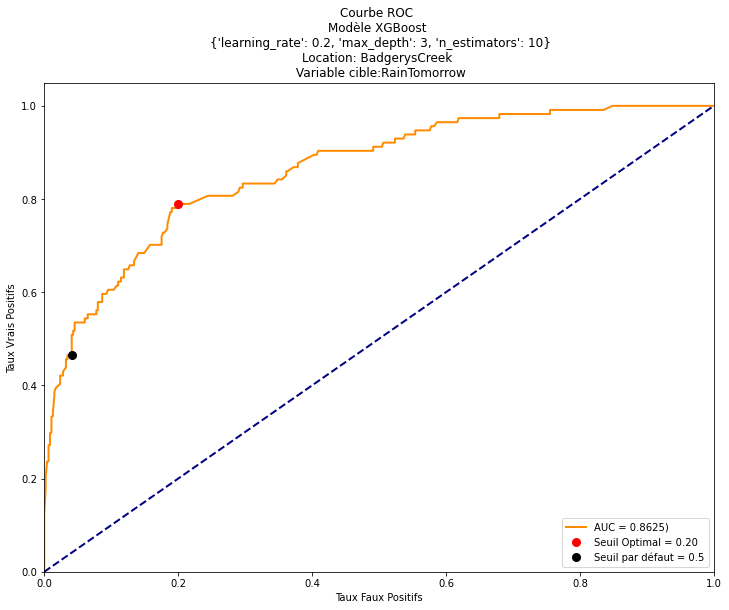 Courbe ROC
Modèle XGBoost
{'learning_rate': 0.2, 'max_depth': 3, 'n_estimators': 10}
Location: BadgerysCreek
Variable cible:RainTomorrow
1.0
0.8
0.6
0.4
0.2
0.0
Taux Vrais Positifs
AUC = 0.8625)
Seuil Optimal = 0.20
Seuil par défaut = 0.5
0.0
0.2
0.4
0.6
0.8
1.0
Taux Faux Positifs